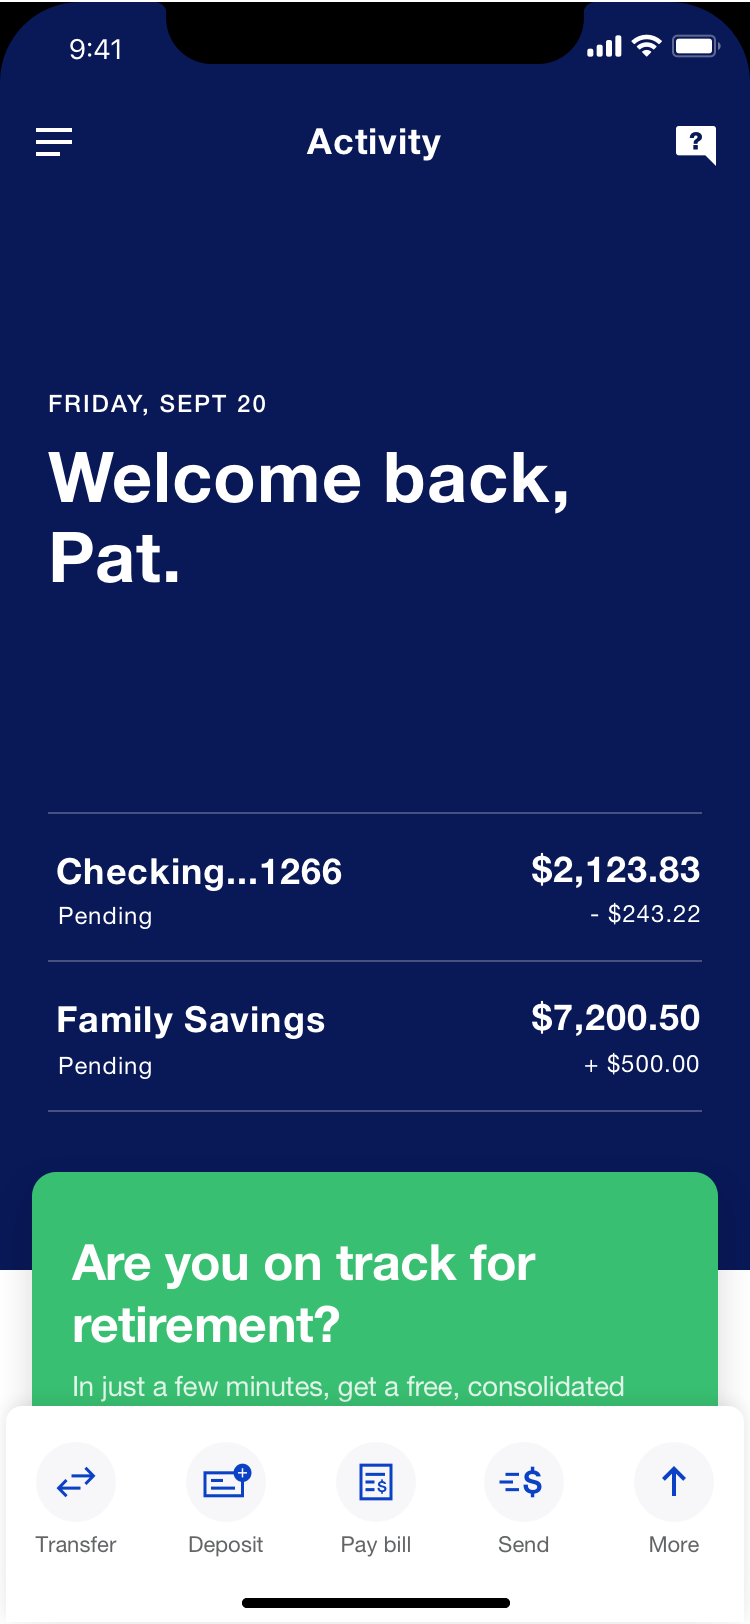 9:41
Activity
?
FRIDAY, SEPT 20
Welcome back,
Pat.
Checking...1266 $2,123.83
Pending - $243.22
Family Savings $7,200.50
Pending + $500.00
Are you on track for
retirement?
In just a few minutes, get a free, consolidated
Transfer Deposit Pay bill Send More